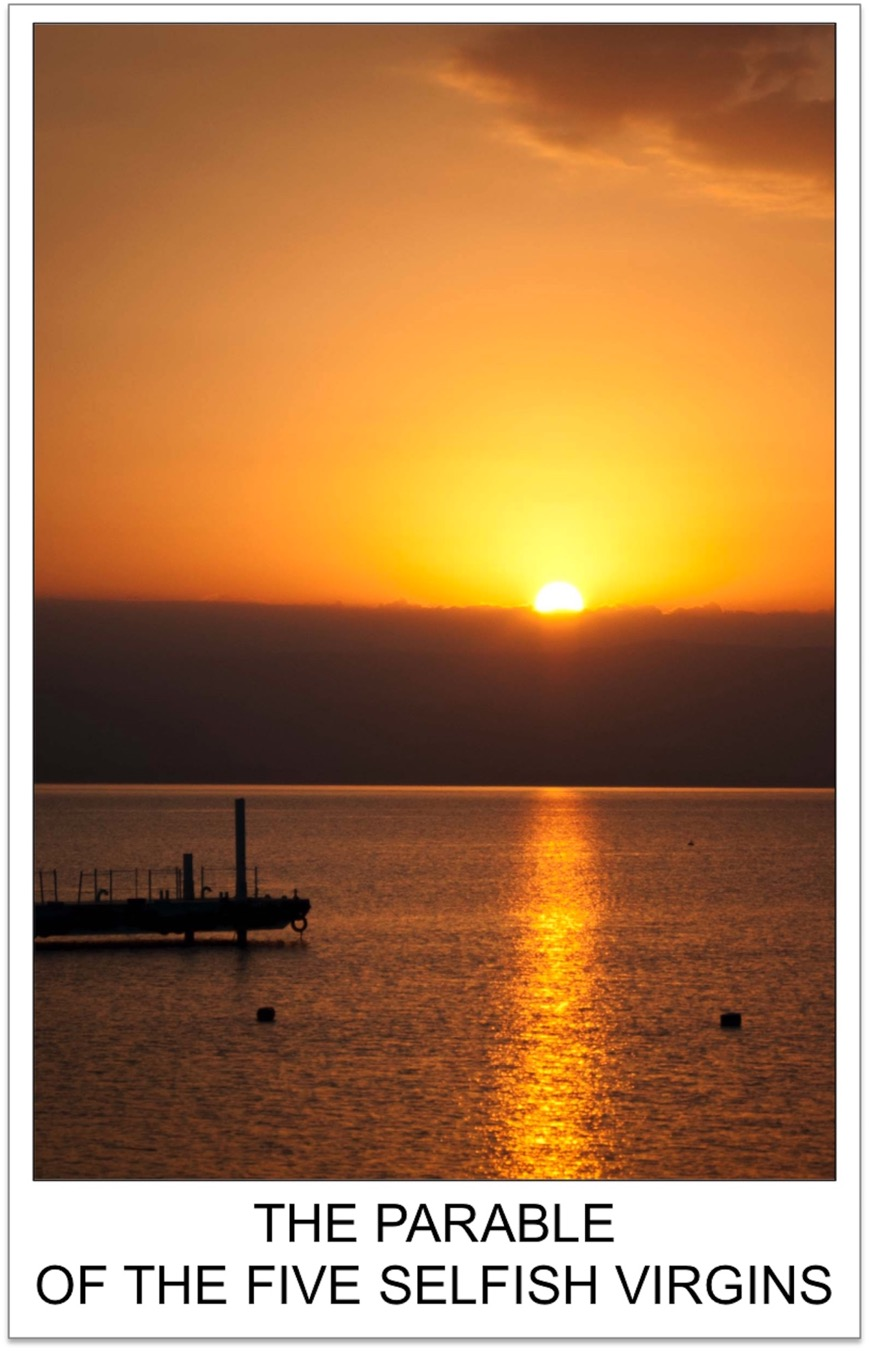 THE PARABLE
OF THE FIVE SELFISH VIRGINS